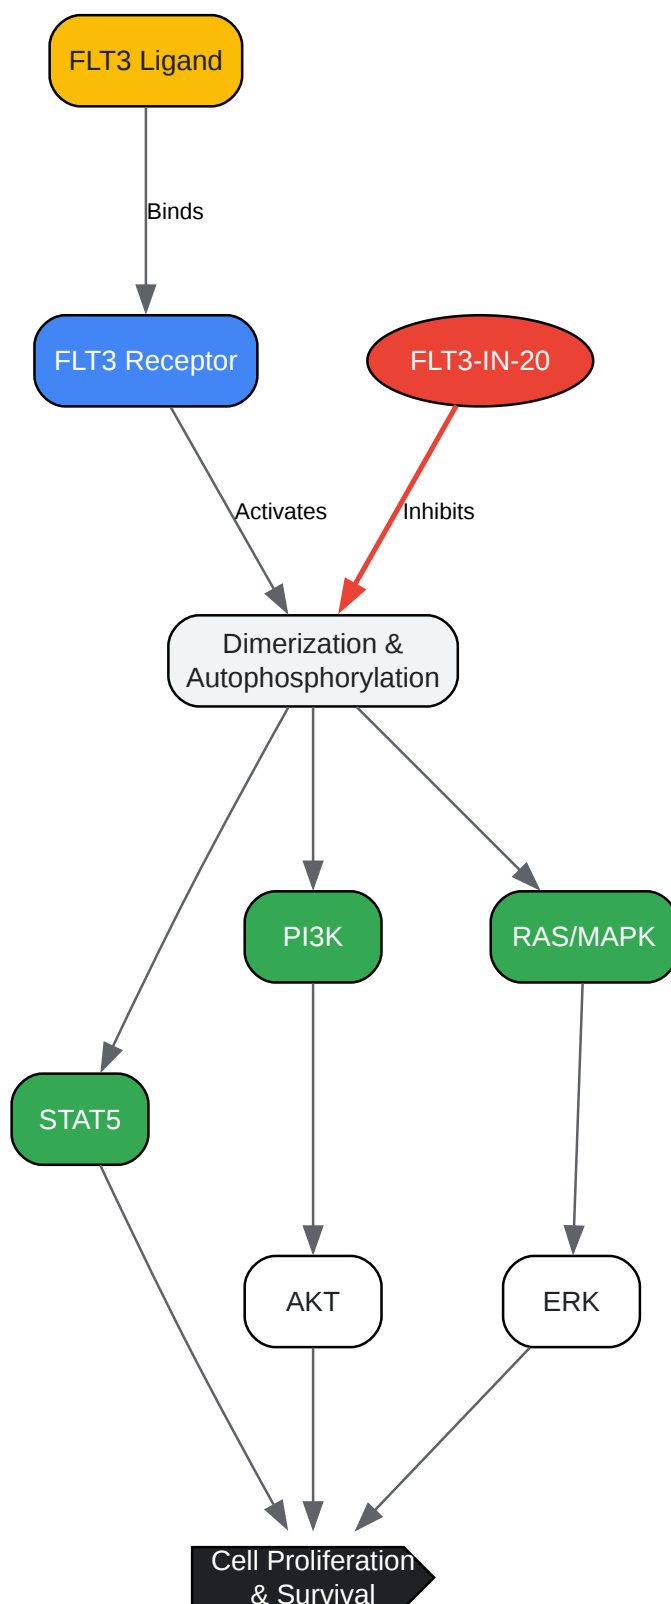 FLT3 Ligand
Binds
FLT3 Receptor
FLT3-IN-20
Activates
Inhibits
Dimerization &
Autophosphorylation
PI3K
RAS/MAPK
STAT5
AKT
ERK
Cell Proliferation
& Survival